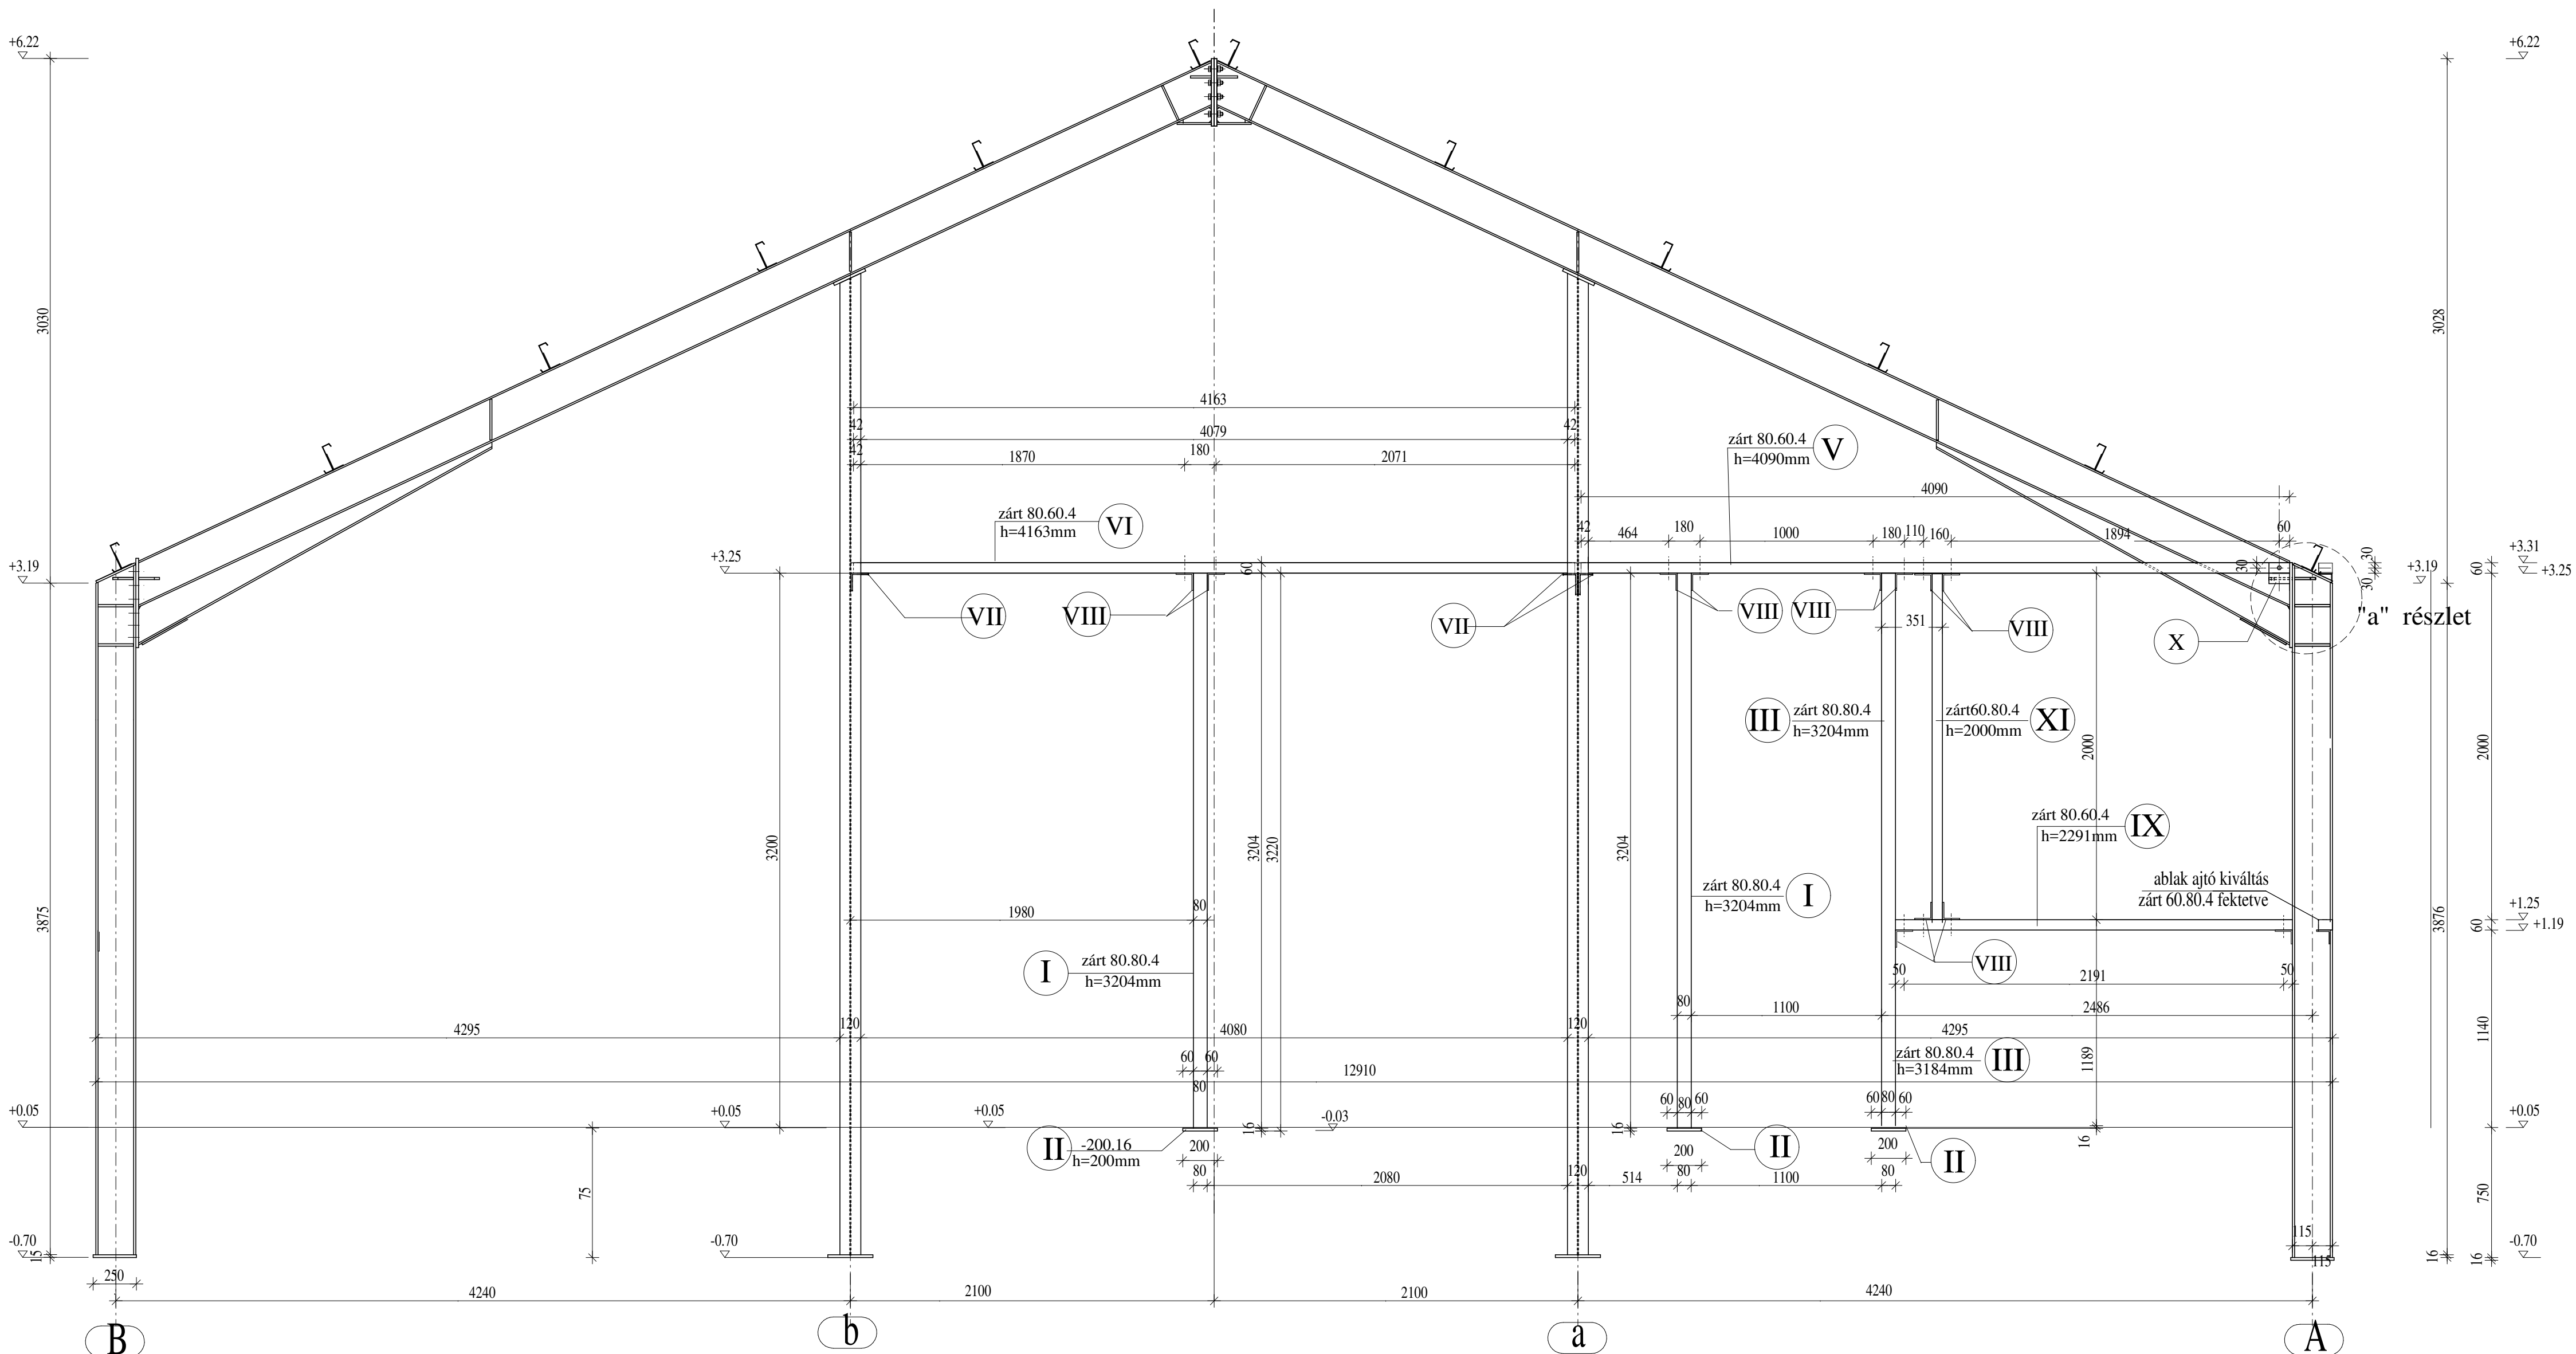 +6.22
+6.22
3030
3028
4163
42
4079
42
42
1870
180
2071
zárt 80.60.4
h=4090mm
V
4090
zárt 80.60.4
h=4163mm
VI
42
464
180
1000
180
110
160
1894
60
+3.19
+3.25
60
30
30
30
+3.19
60
+3.31
+3.25
VII
VIII
VII
VIII
VIII
351
VIII
X
"a" részlet
III
zárt 80.80.4
h=3204mm
zárt60.80.4
h=2000mm
XI
2000
2000
3200
3204
3220
3204
zárt 80.60.4
h=2291mm
IX
zárt 80.80.4
h=3204mm
I
ablak ajtó kiváltás
zárt 60.80.4 fektetve
3875
3876
1980
80
+1.25
60
+1.19
I
zárt 80.80.4
h=3204mm
VIII
50
2191
50
80
1100
2486
4295
120
4080
120
4295
1140
60
60
80
zárt 80.80.4
h=3184mm
III
1189
12910
60
80
60
60
80
60
+0.05
+0.05
+0.05
-0.03
+0.05
16
16
16
II
-200.16
h=200mm
200
200
II
200
II
80
2080
120
514
80
1100
80
75
750
-0.70
15
-0.70
115
115
16
16
-0.70
250
4240
2100
2100
4240
B
b
a
A